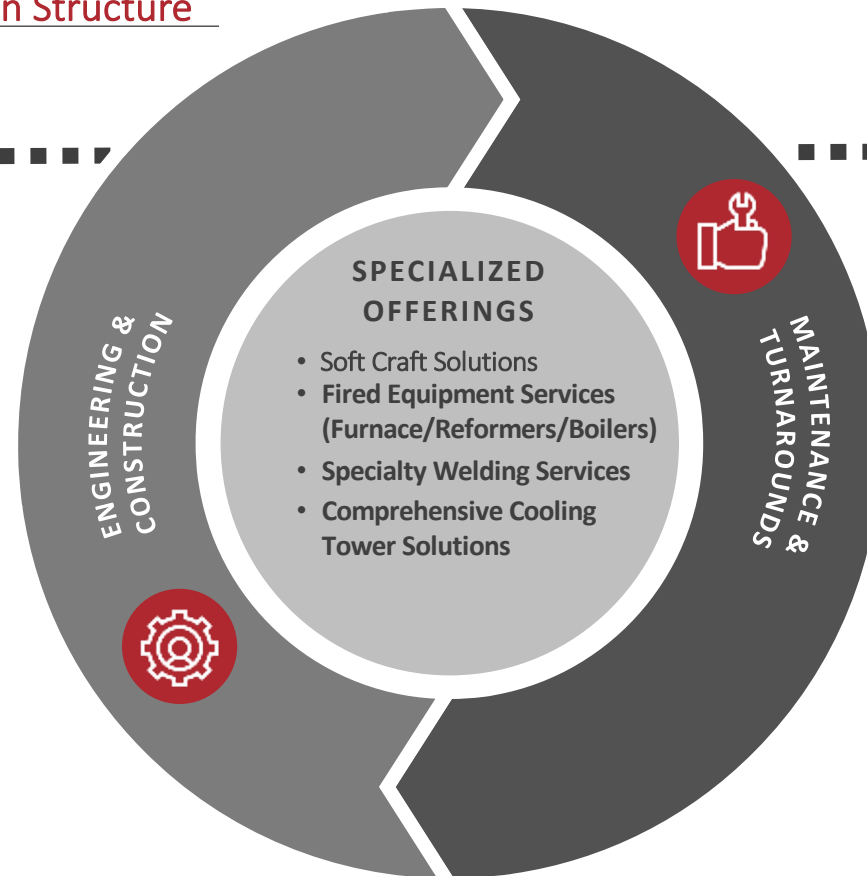 n Structure
SPECIALIZED
OFFERINGS
• Soft Craft Solutions
• Fired Equipment Services
(Furnace/Reformers/Boilers)
• Specialty Welding Services
• Comprehensive Cooling
Tower Solutions
ENGINEERING &
CONSTRUCTION
MAINTENANCE &
TURNAROUNDS